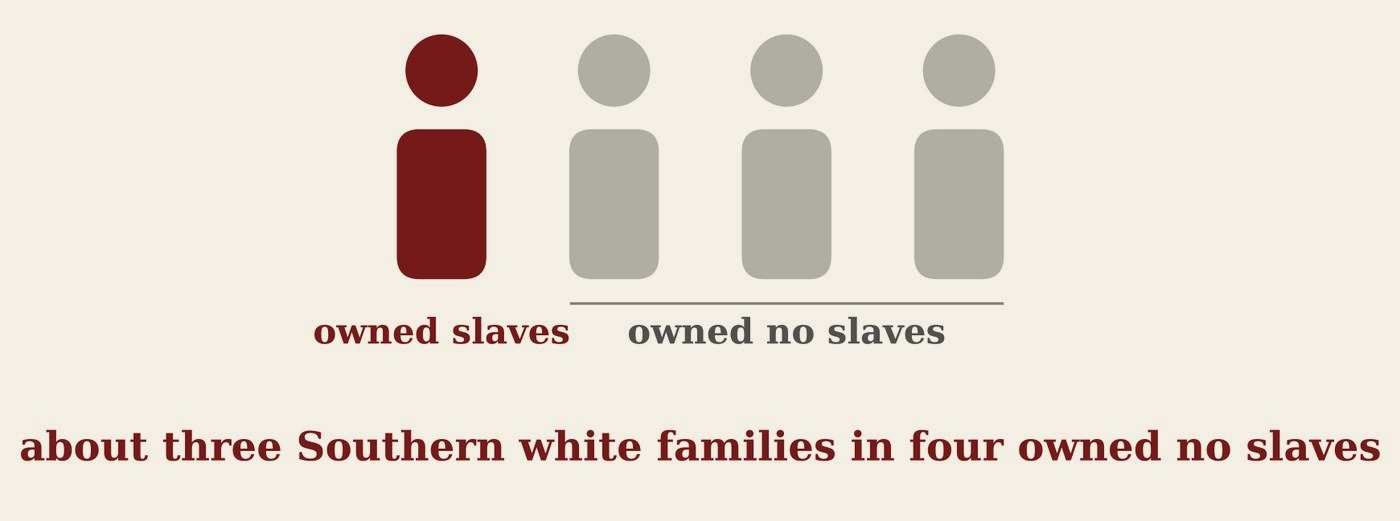 owned slaves
owned no slaves
about three Southern white families in four owned no slaves